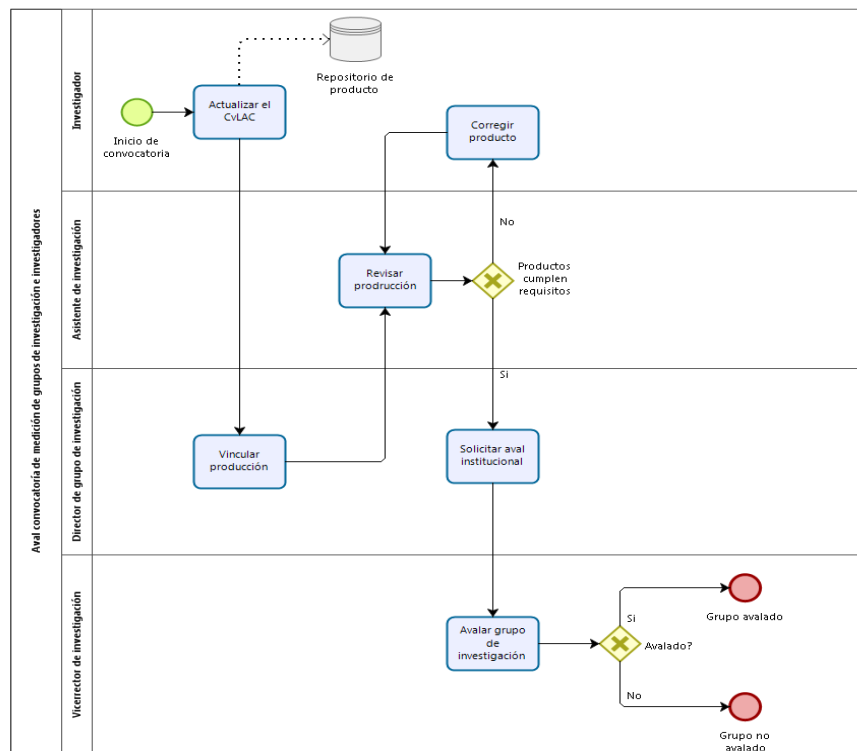 Aval convocatoria de medición de grupos de investigación e investigadores
Investigador
Inicio de
convocatoria
Actualizar el
CvLAC
Repositorio de
producto
Corregir
producto
Asistente de investigación
Revisar
prodrucción
No
Productos
cumplen
requisitos
Si
Director de grupo de investigación
Vincular
producción
Solicitar aval
institucional
Vicerrector de investigación
Avalar grupo
de
investigación
Avalado?
Si
Grupo avalado
No
Grupo no
avalado